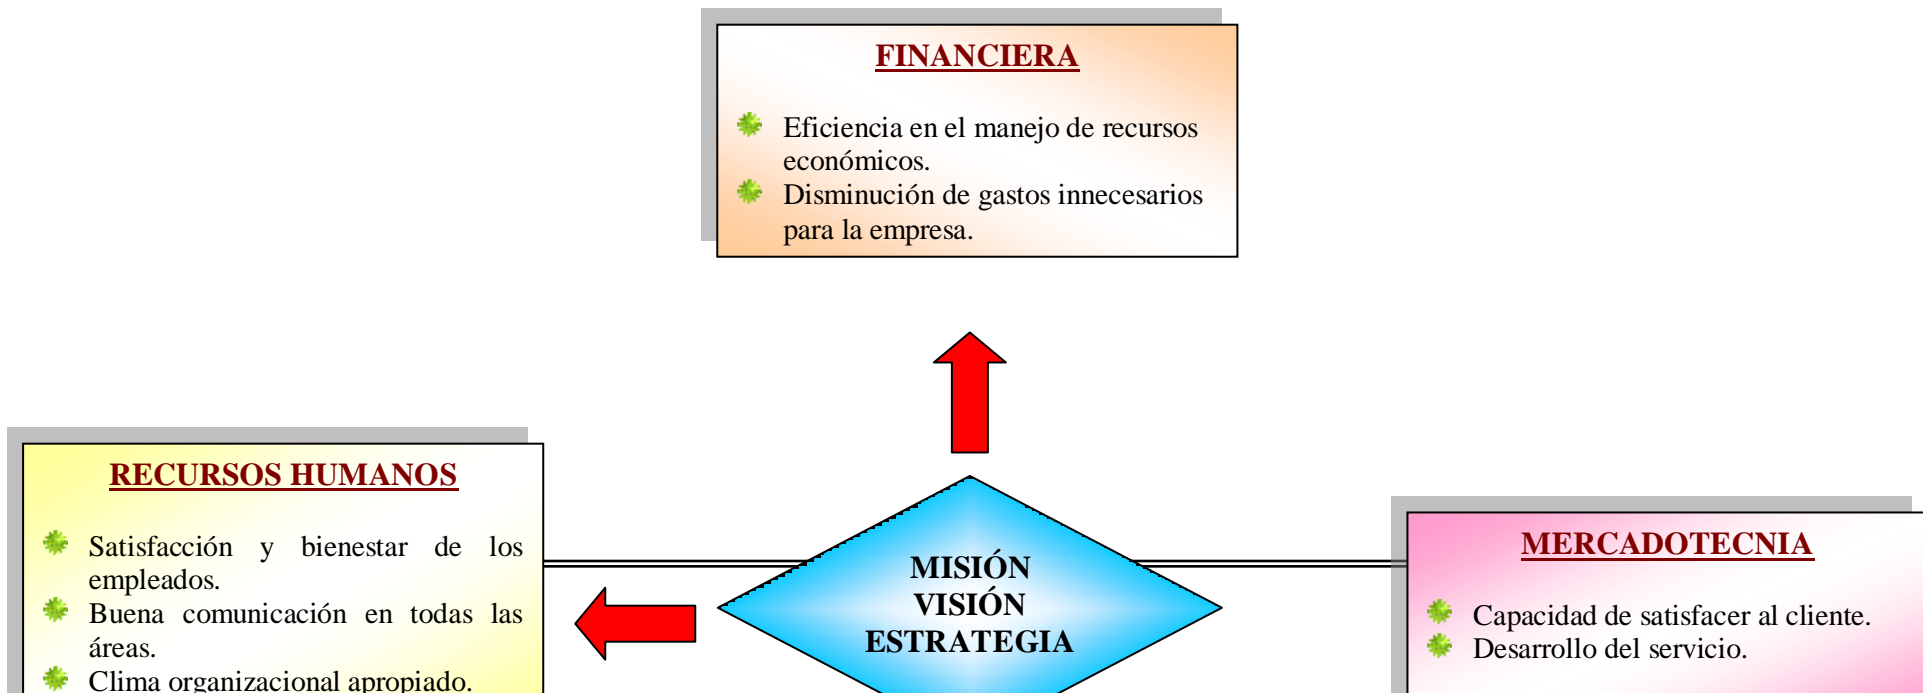 FINANCIERA
Eficiencia en el manejo de recursos
económicos.
Disminución de gastos innecesarios
para la empresa.
RECURSOS HUMANOS
Satisfacción y bienestar de los
empleados.
Buena comunicación en todas las
áreas.
Clima organizacional apropiado.
MISIÓN
VISIÓN
ESTRATEGIA
MERCADOTECNIA
Capacidad de satisfacer al cliente.
Desarrollo del servicio.